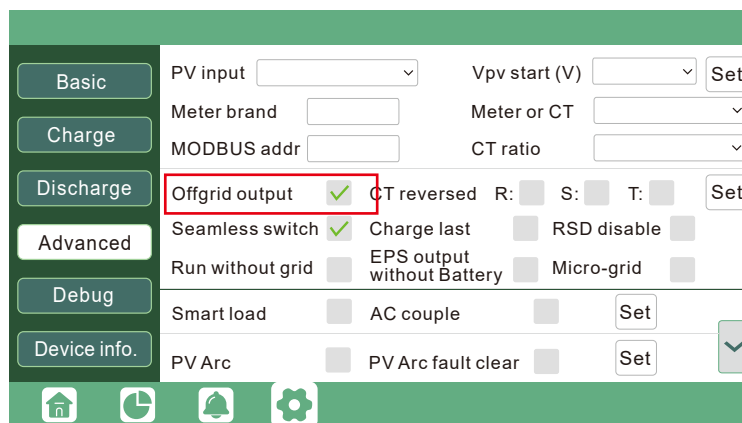 Basic
Charge
Discharge
Advanced
Debug
Device info.
PV input Vpv start (V) Set
Meter brand Meter or CT
MODBUS addr CT ratio
Offgrid output CT reversed R: S: T: Set
Seamless switch Charge last RSD disable
Run without grid EPS output without Battery Micro-grid
Smart load AC couple Set
PV Arc PV Arc fault clear Set